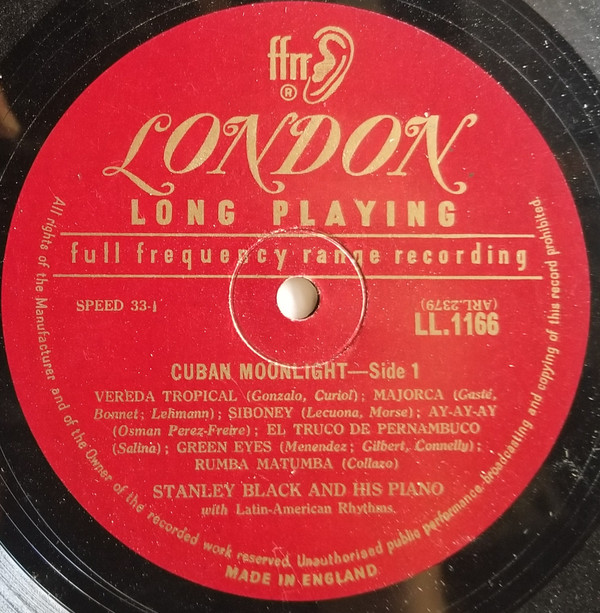 ffrr
®
LONDON
LONG PLAYING
full frequency range recording
SPEED 33-⅓
(ARL.2379)
LL.1166
CUBAN MOONLIGHT—Side 1
VEREDA TROPICAL (Gonzalo, Curiol); MAJORCA (Gasté,
Bonnet; Lehmann); SIBONEY (Lecuona, Morse); AY-AY-AY
(Osman Perez-Freire); EL TRUCO DE PERNAMBUCO
(Salina); GREEN EYES (Menendez; Gilbert, Connelly);
RUMBA MATUMBA (Collazo)
STANLEY BLACK AND HIS PIANO
with Latin-American Rhythms.
All rights of the Manufacturer and of the Owner of the recorded work reserved. Unauthorised public performance, broadcasting and copying of this record prohibited.
MADE IN ENGLAND